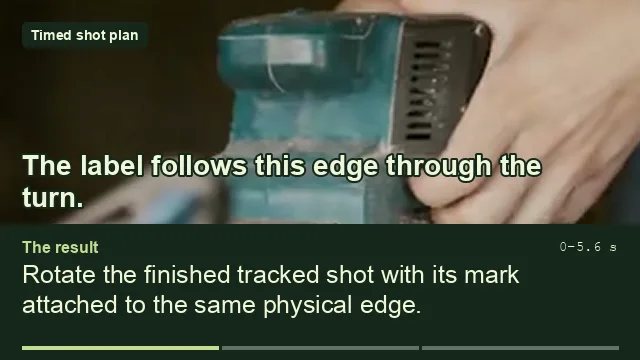 Timed shot plan
The label follows this edge through the
turn.
The result
0–5.6 s
Rotate the finished tracked shot with its mark
attached to the same physical edge.